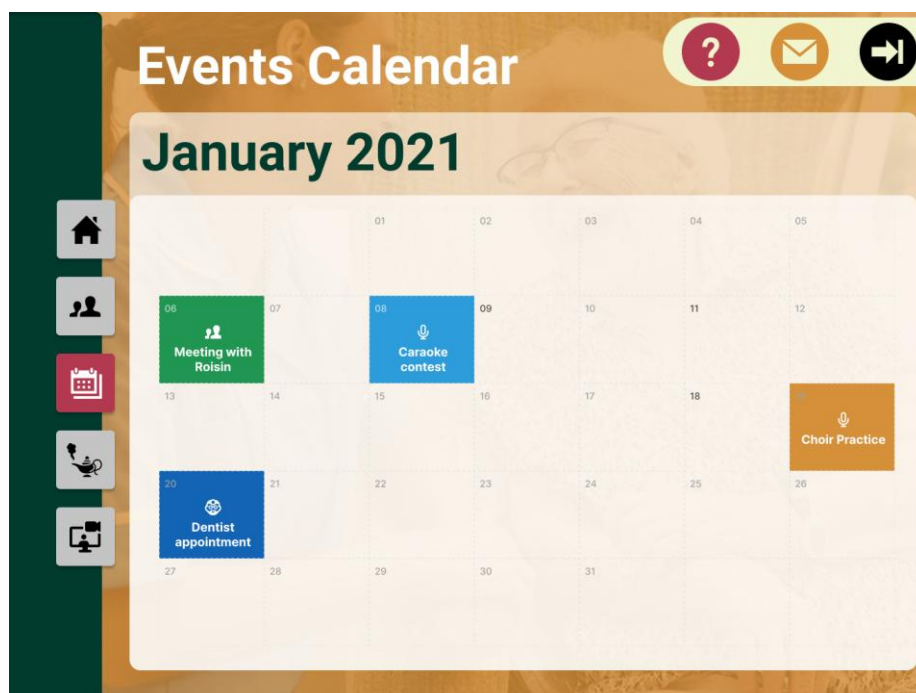 Events Calendar
?
January 2021
01 02 03 04 05
06 07 08 09 10 11 12
Meeting with
Roisin
Caraoke
contest
13 14 15 16 17 18
Choir Practice
20 21 22 23 24 25 26
Dentist
appointment
27 28 29 30 31